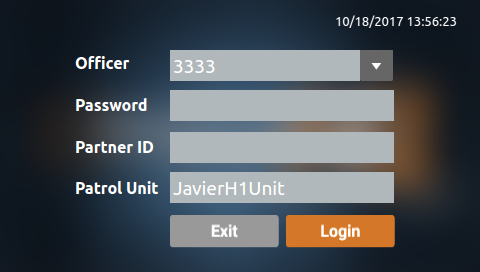 10/18/2017 13:56:23
Officer 3333
Password
Partner ID
Patrol Unit JavierH1Unit
Exit Login